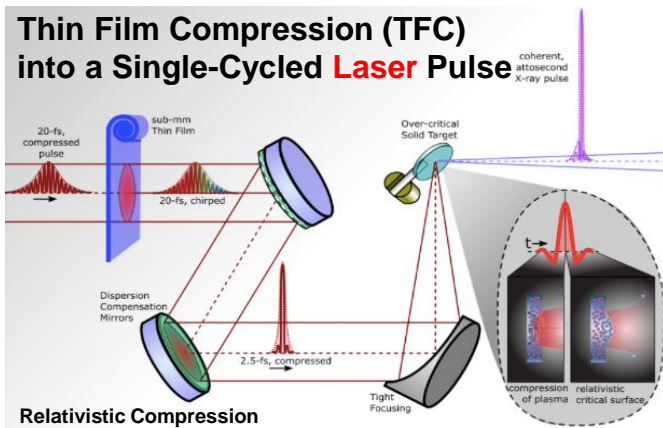 Thin Film Compression (TFC)
into a Single-Cycled Laser Pulse
coherent,
attosecond
X-ray pulse
sub-mm
Thin Film
20-fs,
compressed
pulse
Over-critical
Solid Target
20-fs, chirped
t
Dispersion
Compensation
Mirrors
2.5-fs, compressed
Tight
Focusing
compression
of plasma
relativistic
critical surface
Relativistic Compression